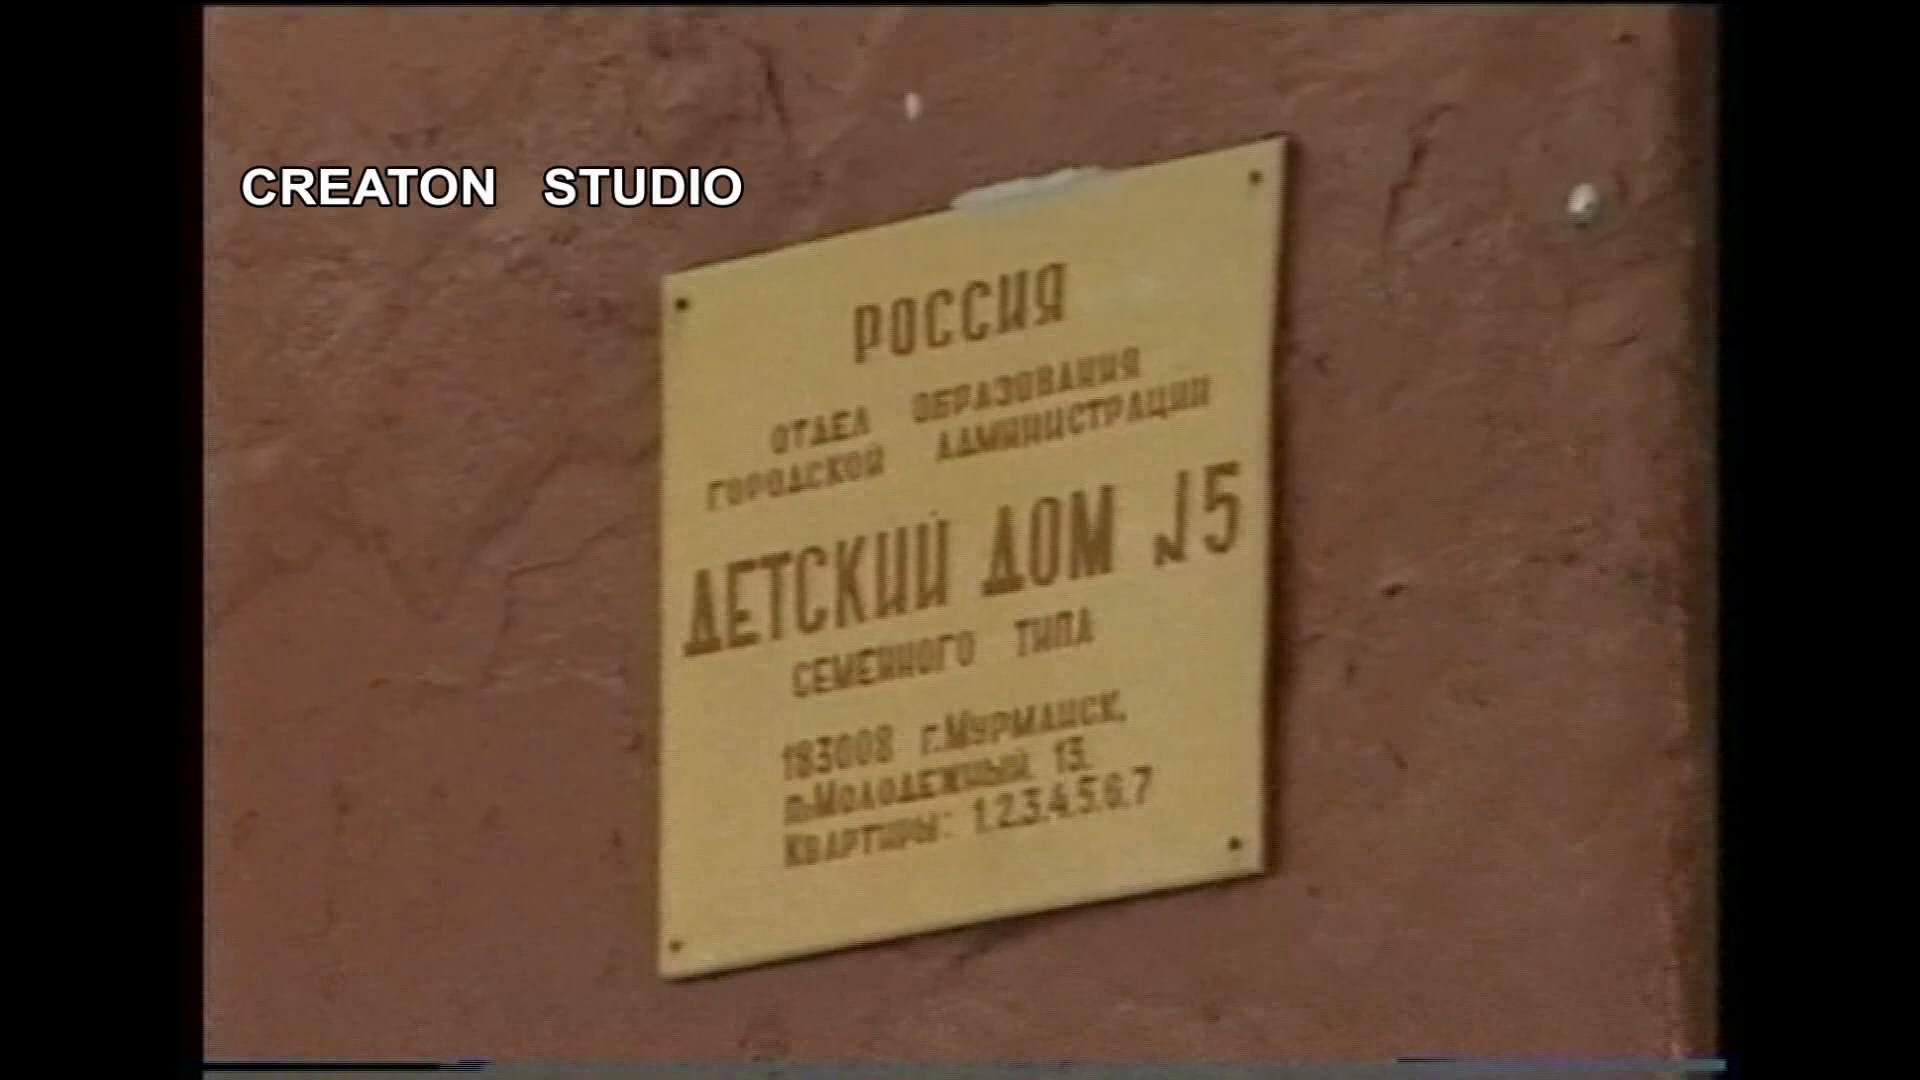 CREATON STUDIO
РОССИЯ
ОТДЕЛ ОБРАЗОВАНИЯ
ГОРОДСКОЙ АДМИНИСТРАЦИИ
ДЕТСКИЙ ДОМ №5
СЕМЕЙНОГО ТИПА
183008 г.МУРМАНСК,
п.МОЛОДЕЖНЫЙ, 13,
КВАРТИРЫ: 1.2.3.4.5.6.7